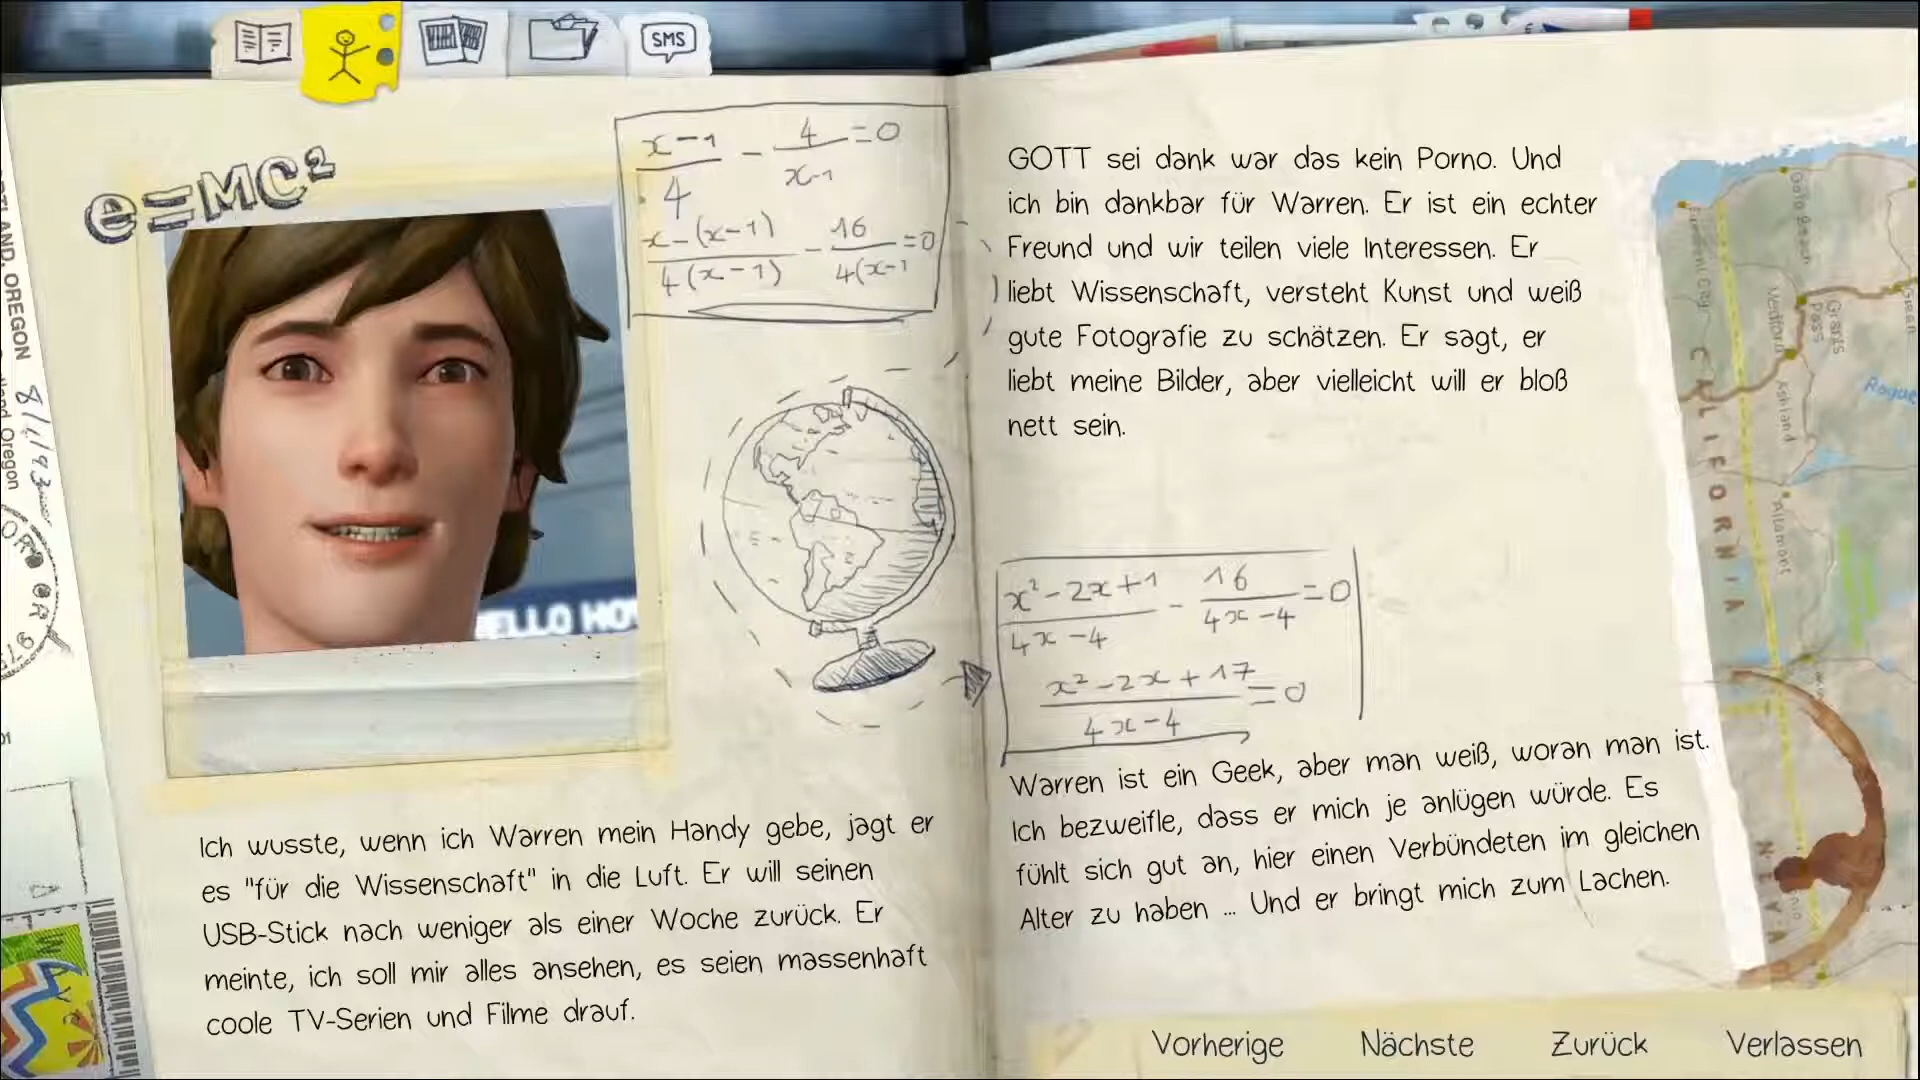 SMS
e=MC²
x-1 / 4 - 4 / x-1 =0
x-(x-1) / 4(x-1) - 16 / 4(x-1 =0
ELLO HO
Ich wusste, wenn ich Warren mein Handy gebe, jagt er
es "für die Wissenschaft" in die Luft. Er will seinen
USB-Stick nach weniger als einer Woche zurück. Er
meinte, ich soll mir alles ansehen, es seien massenhaft
coole TV-Serien und Filme drauf.
GOTT sei dank war das kein Porno. Und
ich bin dankbar für Warren. Er ist ein echter
Freund und wir teilen viele Interessen. Er
liebt Wissenschaft, versteht Kunst und weiß
gute Fotografie zu schätzen. Er sagt, er
liebt meine Bilder, aber vielleicht will er bloß
nett sein.
x²-2x+1 / 4x-4 - 16 / 4x-4 =0
x²-2x+17 / 4x-4 =0
Warren ist ein Geek, aber man weiß, woran man ist.
Ich bezweifle, dass er mich je anlügen würde. Es
fühlt sich gut an, hier einen Verbündeten im gleichen
Alter zu haben ... Und er bringt mich zum Lachen.
CALIFORNIA
Medford
Grants
Pass
Ashland
Rogue
Altamont
Vorherige Nächste Zurück Verlassen